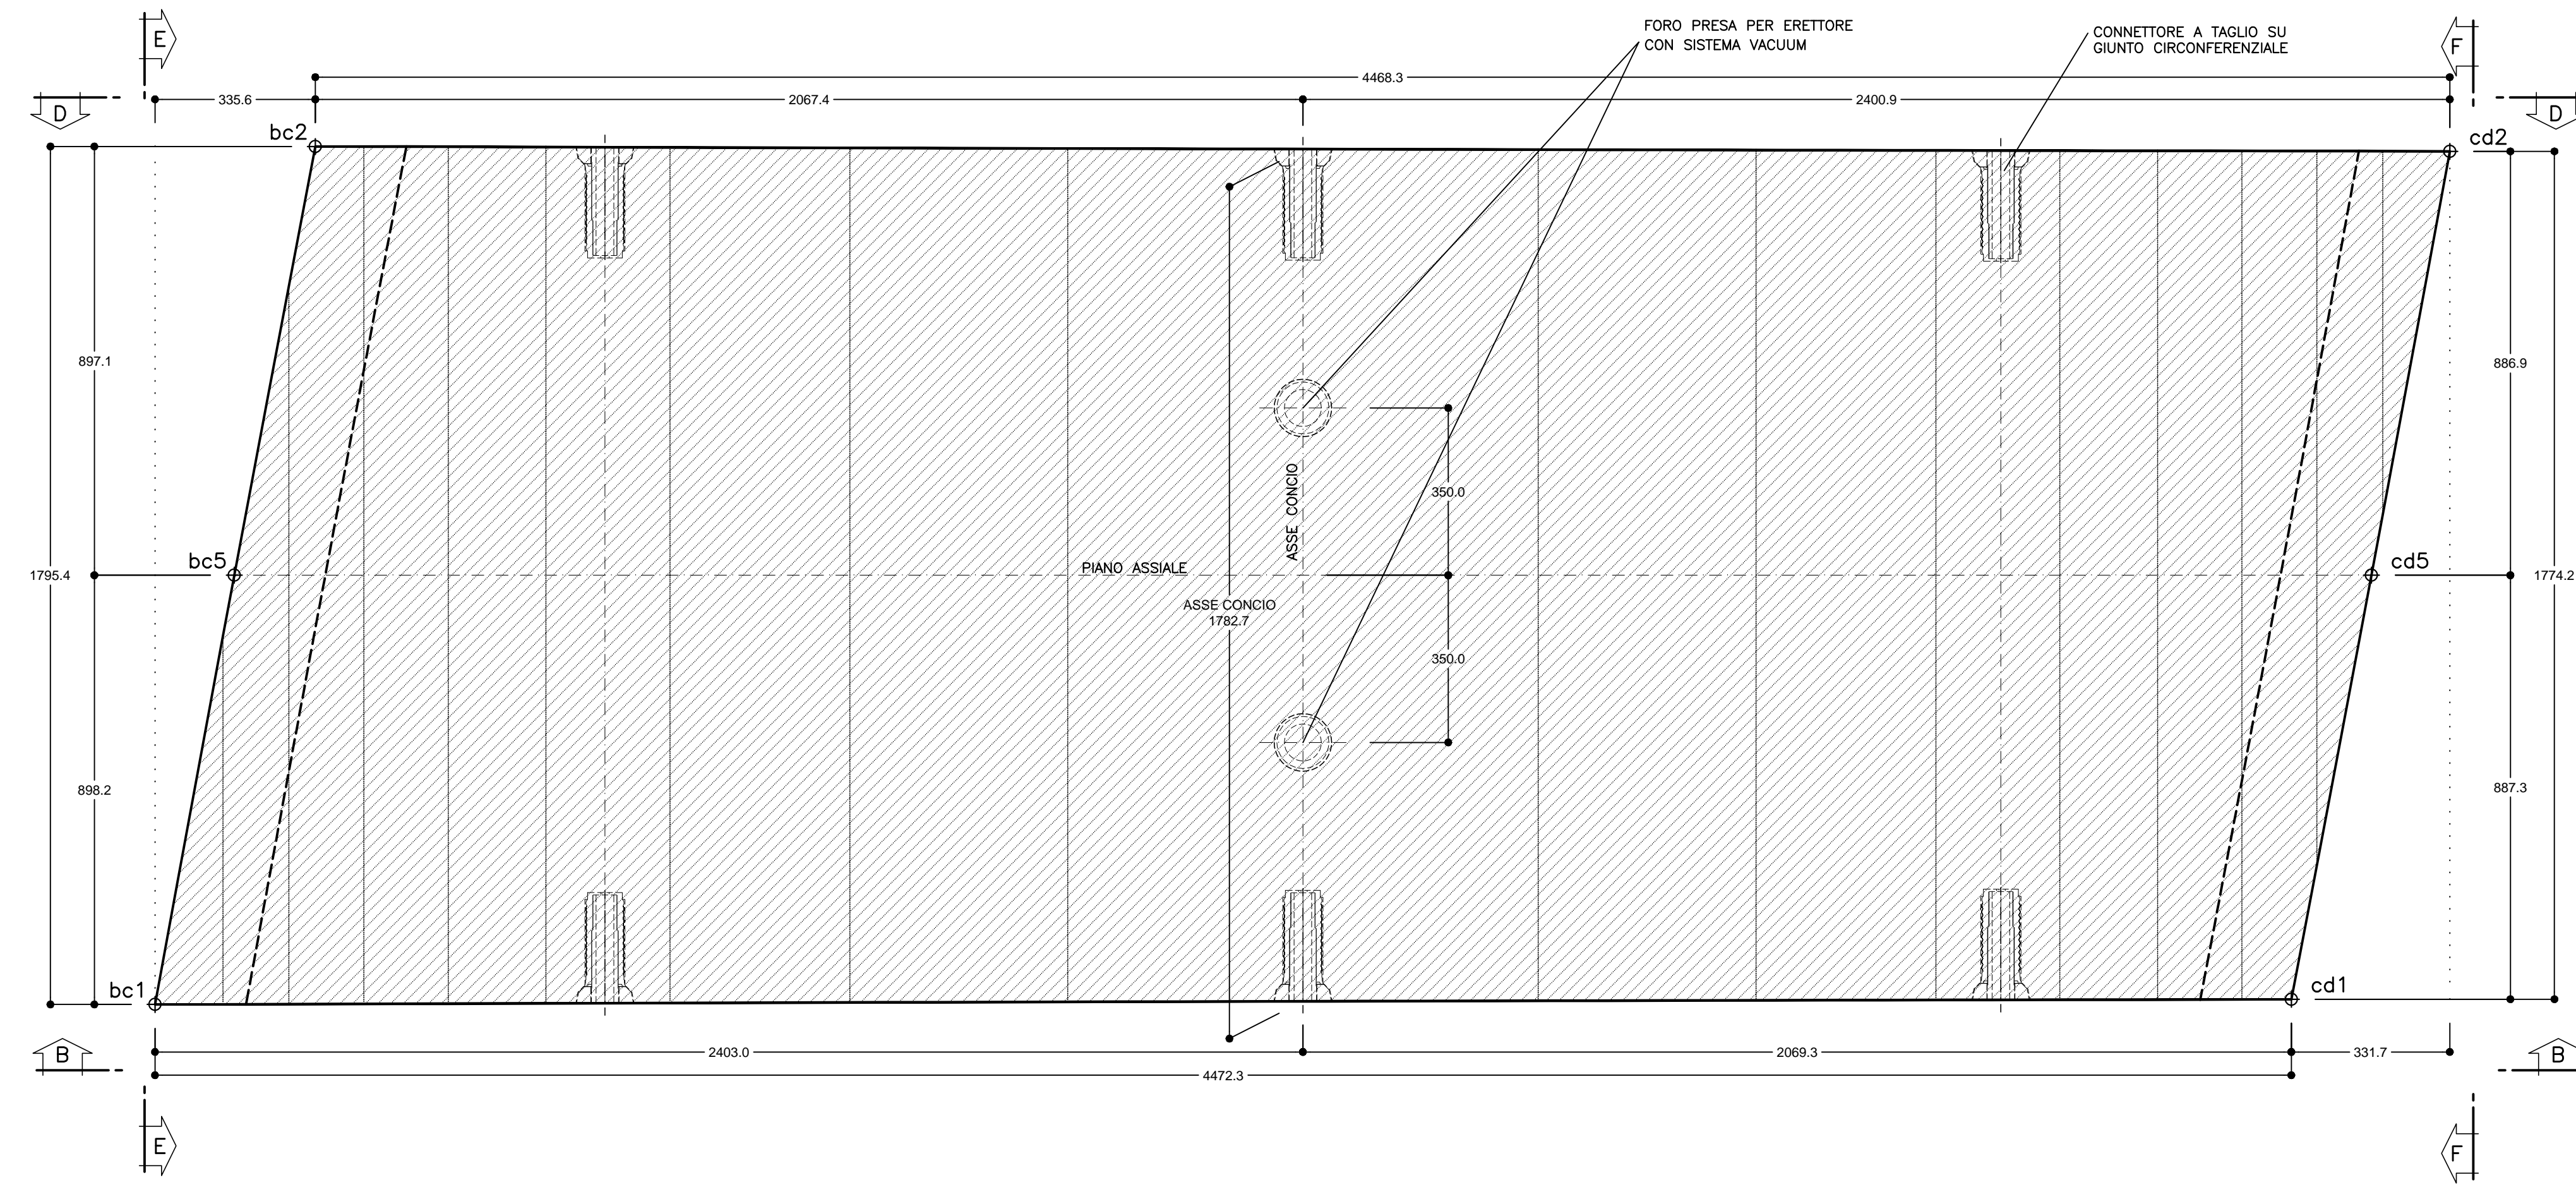 E
FORO PRESA PER ERETTORE
CON SISTEMA VACUUM
CONNETTORE A TAGLIO SU
GIUNTO CIRCONFERENZIALE
F
4468.3
335.6
2067.4
2400.9
D
D
bc2
cd2
897.1
886.9
350.0
ASSE CONCIO
bc5
PIANO ASSIALE
cd5
1795.4
1774.2
ASSE CONCIO
1782.7
350.0
898.2
887.3
bc1
cd1
B
B
2403.0
2069.3
331.7
4472.3
E
F